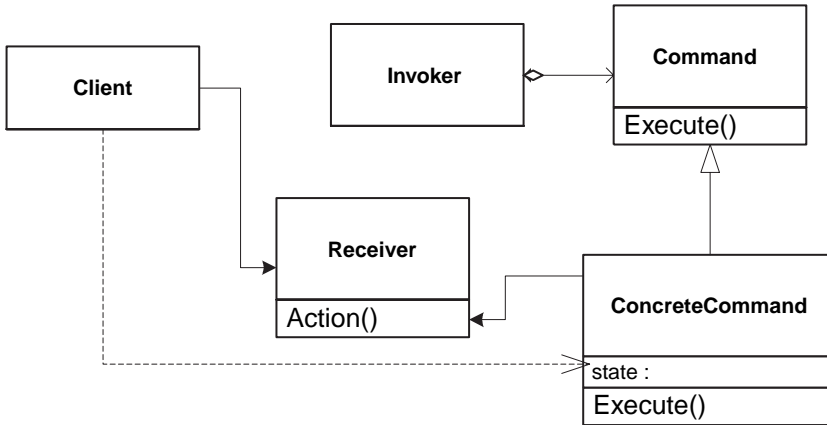 Client
Invoker
Command
Execute()
Receiver
Action()
ConcreteCommand
state :
Execute()